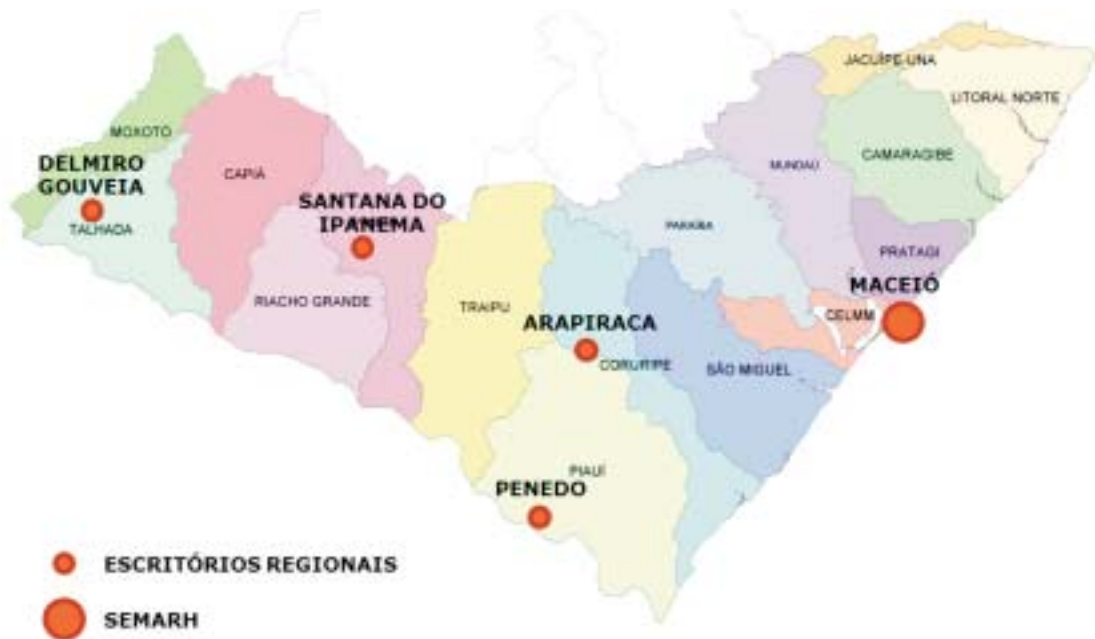 JACUÍPE-UNA
LITORAL NORTE
MOXOTÓ
CAMARAGIBE
MUNDAÚ
DELMIRO
GOUVEIA
CAPIÁ
SANTANA DO
IPANEMA
TALHADA
PARAÍBA
PRATAGI
MACEIÓ
RIACHO GRANDE
TRAIPU
CELMM
ARAPIRACA
CORURIPE
SÃO MIGUEL
PIAUÍ
PENEDO
ESCRITÓRIOS REGIONAIS
SEMARH